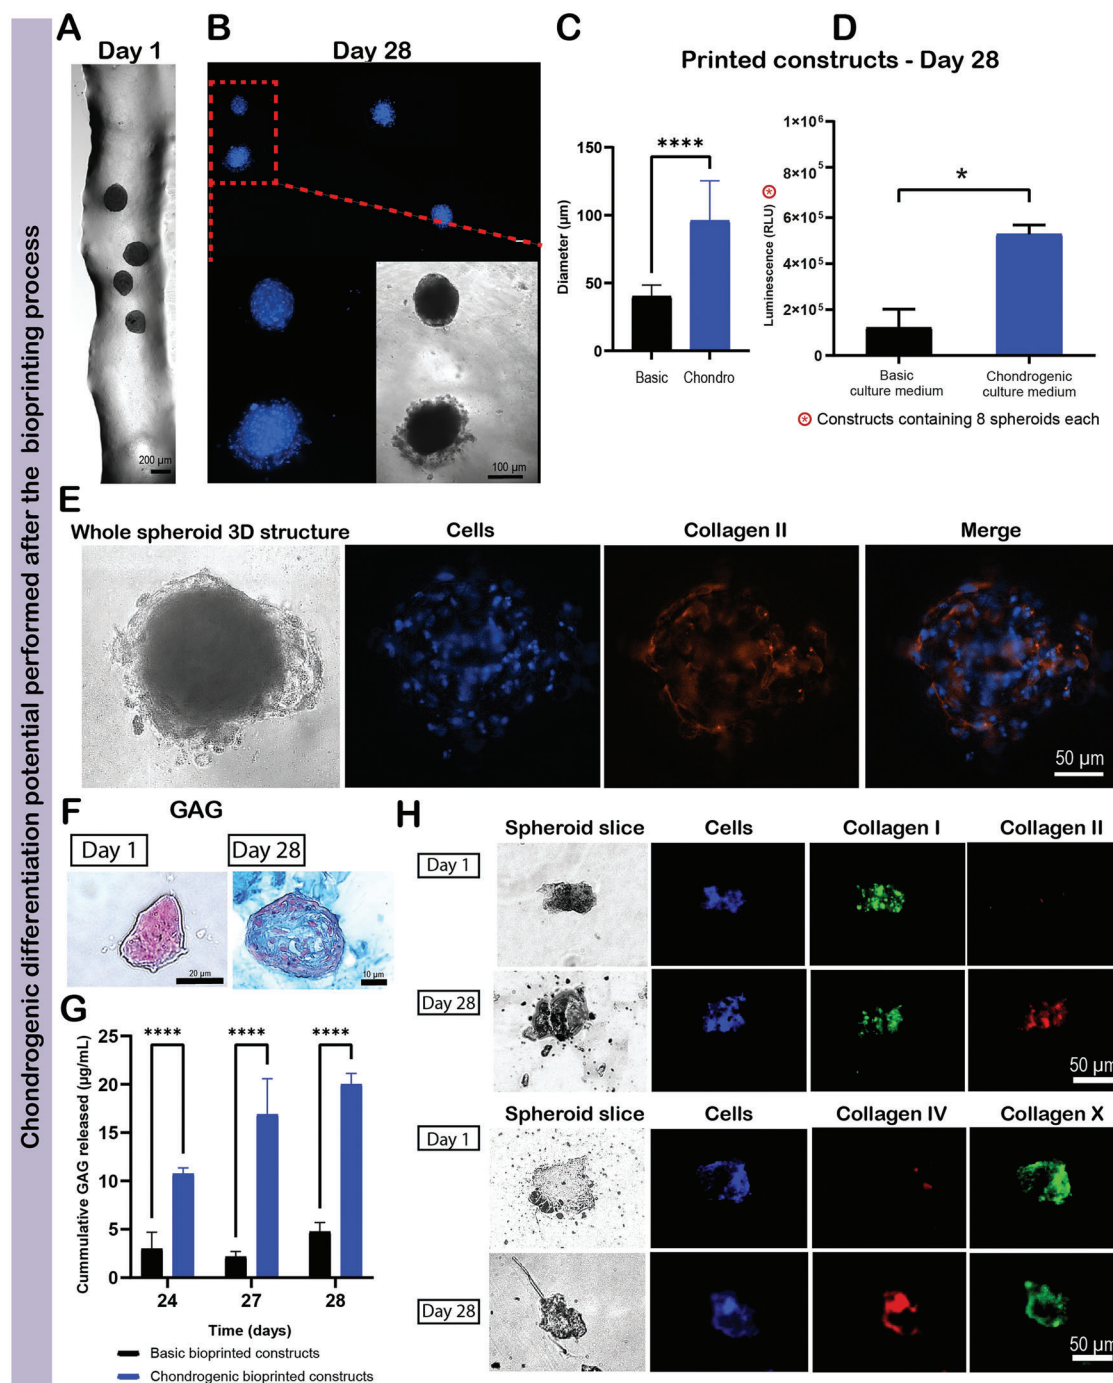 Chondrogenic differentiation potential performed after the bioprinting process
A
Day 1
200 µm
B
Day 28
100 µm
C
D
Printed constructs - Day 28
Diameter (µm)
150
100
50
0
****
Basic
Chondro
Luminescence (RLU) *
1×10⁶
8×10⁵
6×10⁵
4×10⁵
2×10⁵
0
*
Basic
culture medium
Chondrogenic
culture medium
* Constructs containing 8 spheroids each
E
Whole spheroid 3D structure
Cells
Collagen II
Merge
50 µm
F
GAG
Day 1
Day 28
20 µm
10 µm
G
Cummulative GAG released (µg/mL)
25
20
15
10
5
0
****
****
****
24
27
28
Time (days)
Basic bioprinted constructs
Chondrogenic bioprinted constructs
H
Spheroid slice
Cells
Collagen I
Collagen II
Day 1
Day 28
50 µm
Spheroid slice
Cells
Collagen IV
Collagen X
Day 1
Day 28
50 µm